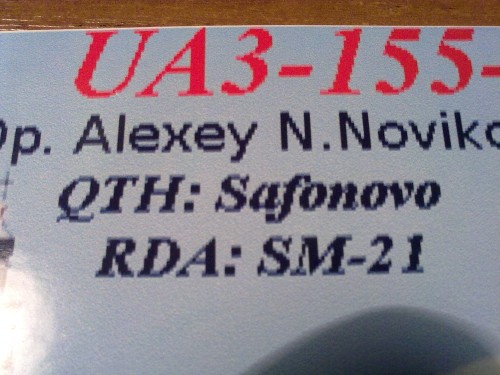 UA3-155-
Op. Alexey N.Noviko
QTH: Safonovo
RDA: SM-21